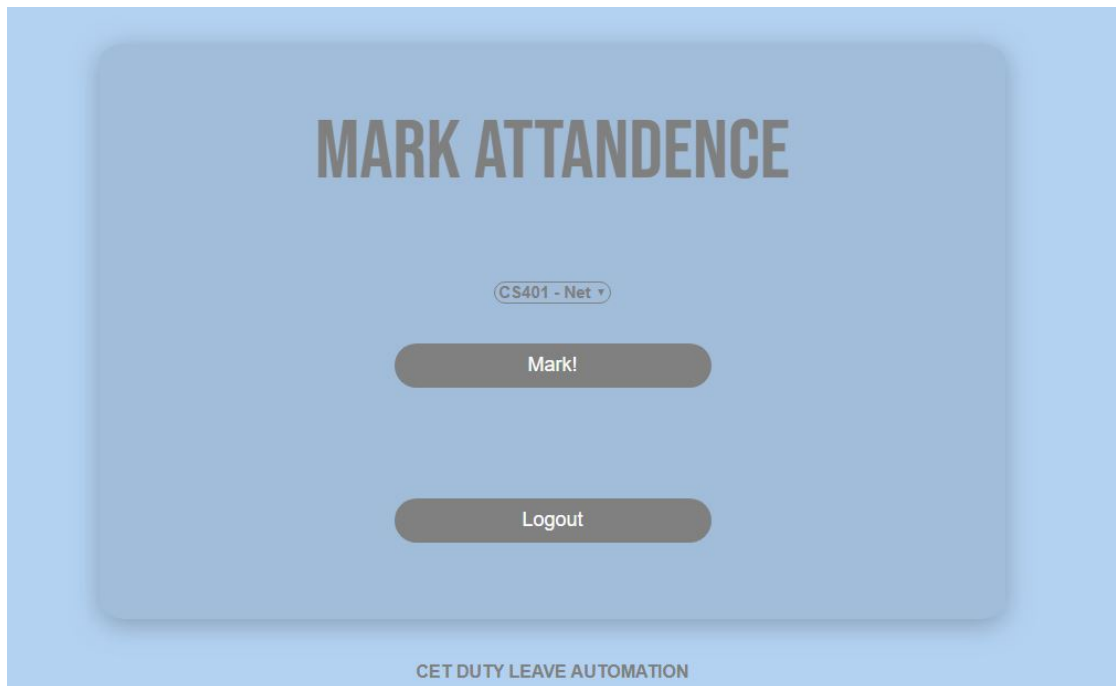 MARK ATTANDENCE
CS401 - Net
Mark!
Logout
CET DUTY LEAVE AUTOMATION